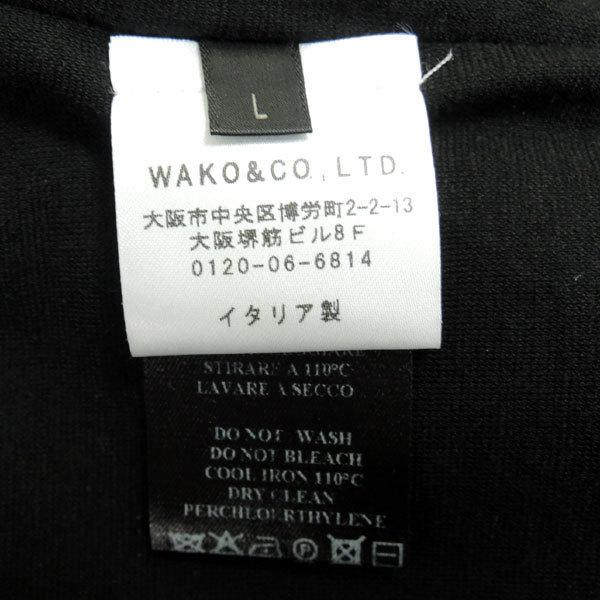 L
WAKO&CO.,LTD.
大阪市中央区博労町2-2-13
大阪堺筋ビル8F
0120-06-6814
イタリア製
STIRARE A 110°C
LAVARE A SECCO
DO NOT WASH
DO NOT BLEACH
COOL IRON 110°C
DRY CLEAN
PERCHLOURTHYLENE